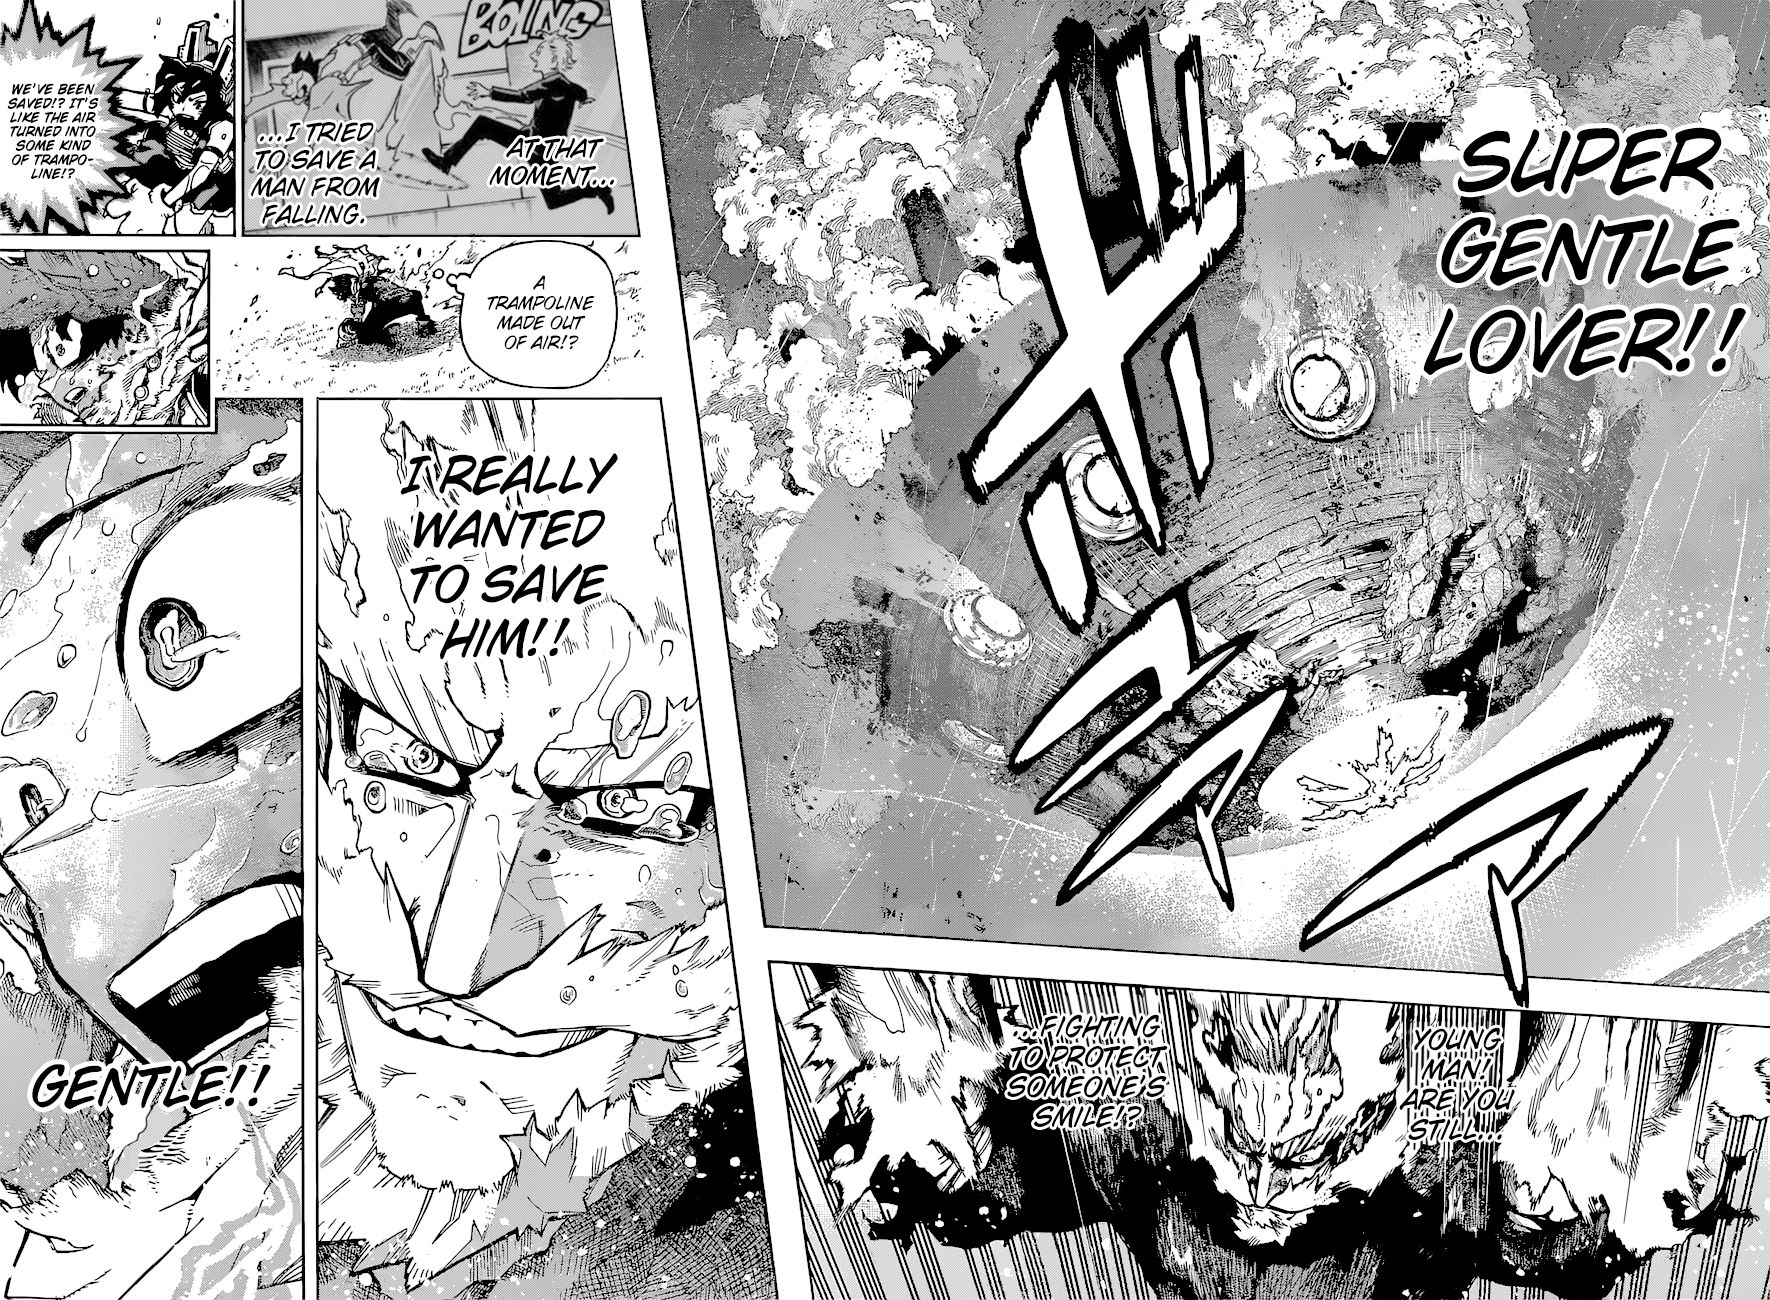 SUPER
GENTLE
LOVER!!
YOUNG
MAN!
ARE YOU
STILL...
...FIGHTING
TO PROTECT
SOMEONE'S
SMILE!?
BOING
AT THAT
MOMENT...
...I TRIED
TO SAVE A
MAN FROM
FALLING.
WE'VE BEEN
SAVED!? IT'S
LIKE THE AIR
TURNED INTO
SOME KIND
OF TRAMPO-
LINE!?
A
TRAMPOLINE
MADE OUT
OF AIR!?
I REALLY
WANTED
TO SAVE
HIM!!
GENTLE!!